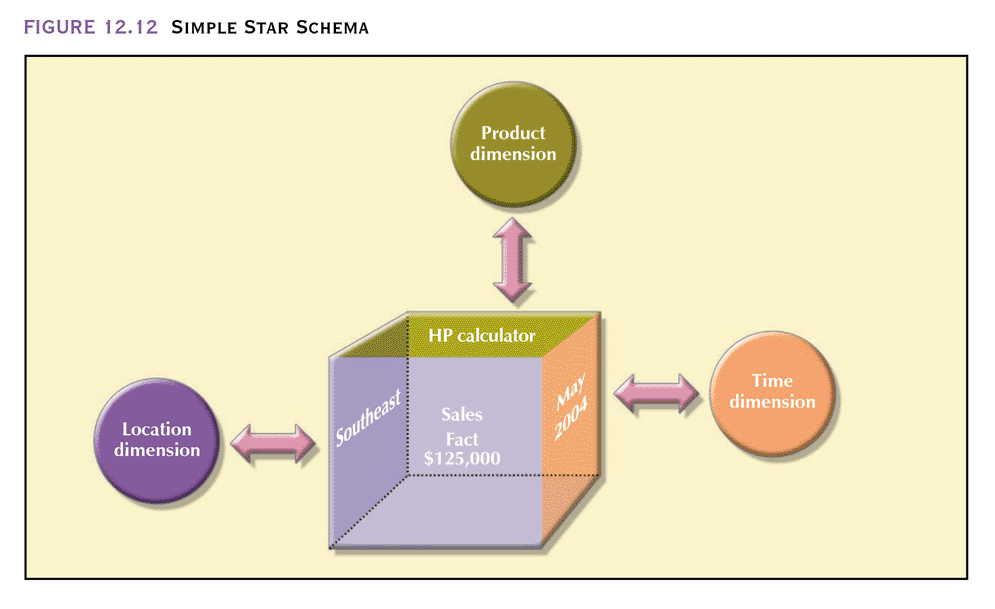 FIGURE 12.12 SIMPLE STAR SCHEMA
Product
dimension
HP calculator
Southeast
Sales
Fact
$125,000
May
2004
Time
dimension
Location
dimension